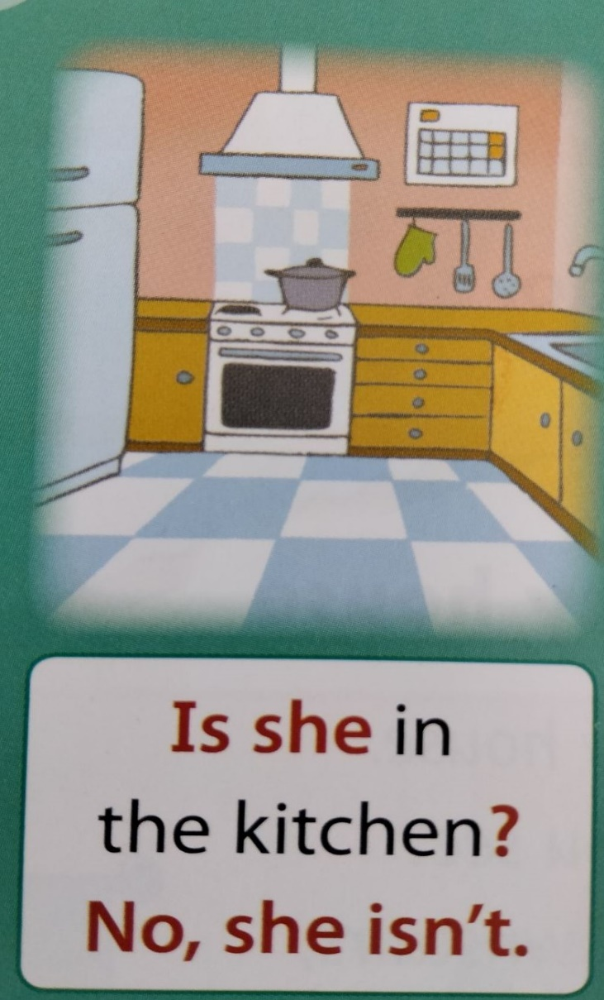 Is she in
the kitchen?
No, she isn't.